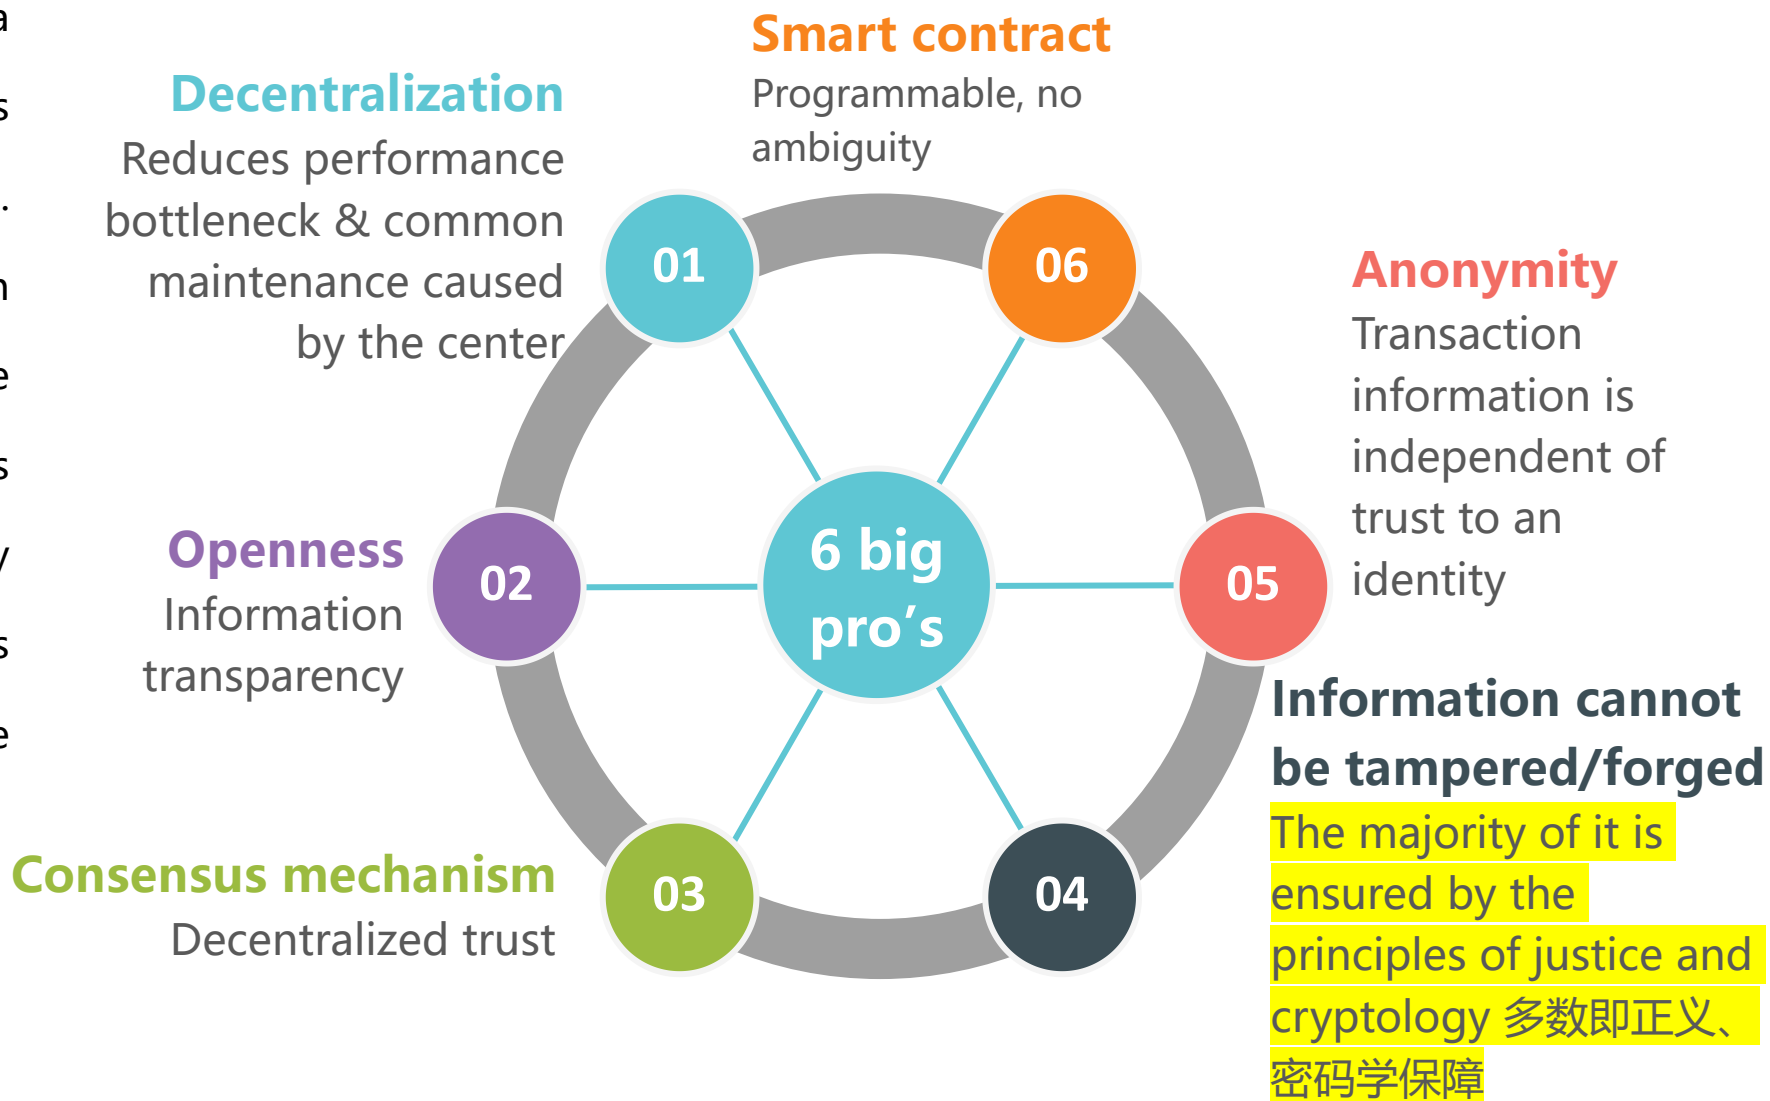 Smart contract
Programmable, no
ambiguity
Decentralization
Reduces performance
bottleneck & common
maintenance caused
by the center
01
06
Anonymity
Transaction
information is
independent of
trust to an
identity
Openness
Information
transparency
02
6 big
pro’s
05
Information cannot
be tampered/forged
The majority of it is
ensured by the
principles of justice and
cryptology 多数即正义、
密码学保障
Consensus mechanism
Decentralized trust
03
04
a
s
.
n
e
s
y
s
e